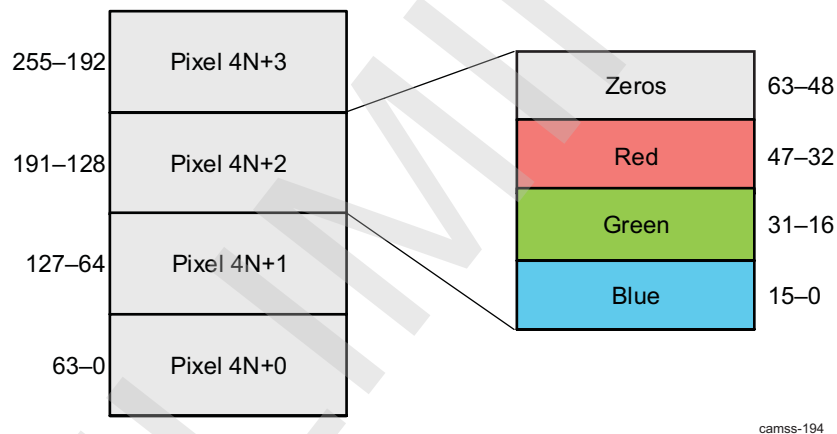 255–192
Pixel 4N+3
191–128
Pixel 4N+2
127–64
Pixel 4N+1
63–0
Pixel 4N+0
Zeros
63–48
Red
47–32
Green
31–16
Blue
15–0
camss-194